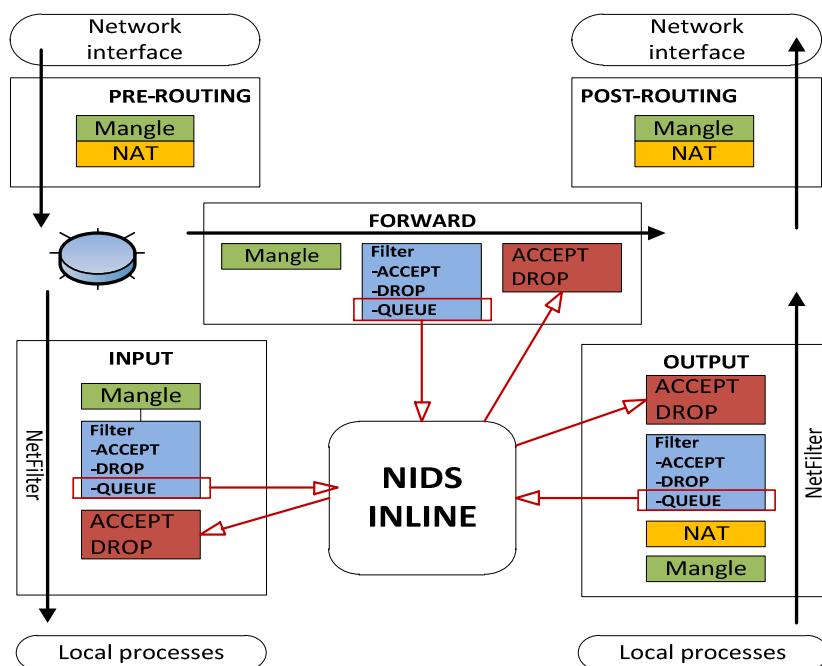 Network
interface
Network
interface
PRE-ROUTING
Mangle
NAT
POST-ROUTING
Mangle
NAT
FORWARD
Mangle
Filter
-ACCEPT
-DROP
-QUEUE
ACCEPT
DROP
INPUT
Mangle
Filter
-ACCEPT
-DROP
-QUEUE
ACCEPT
DROP
NetFilter
NIDS
INLINE
OUTPUT
ACCEPT
DROP
Filter
-ACCEPT
-DROP
-QUEUE
NAT
Mangle
NetFilter
Local processes
Local processes